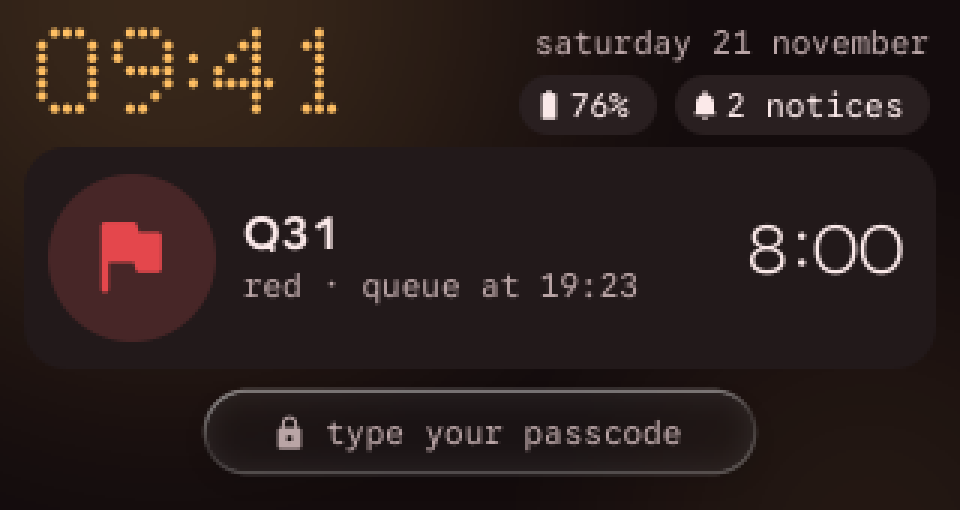 09:41
saturday 21 november
76%
2 notices
Q31
red · queue at 19:23
8:00
type your passcode